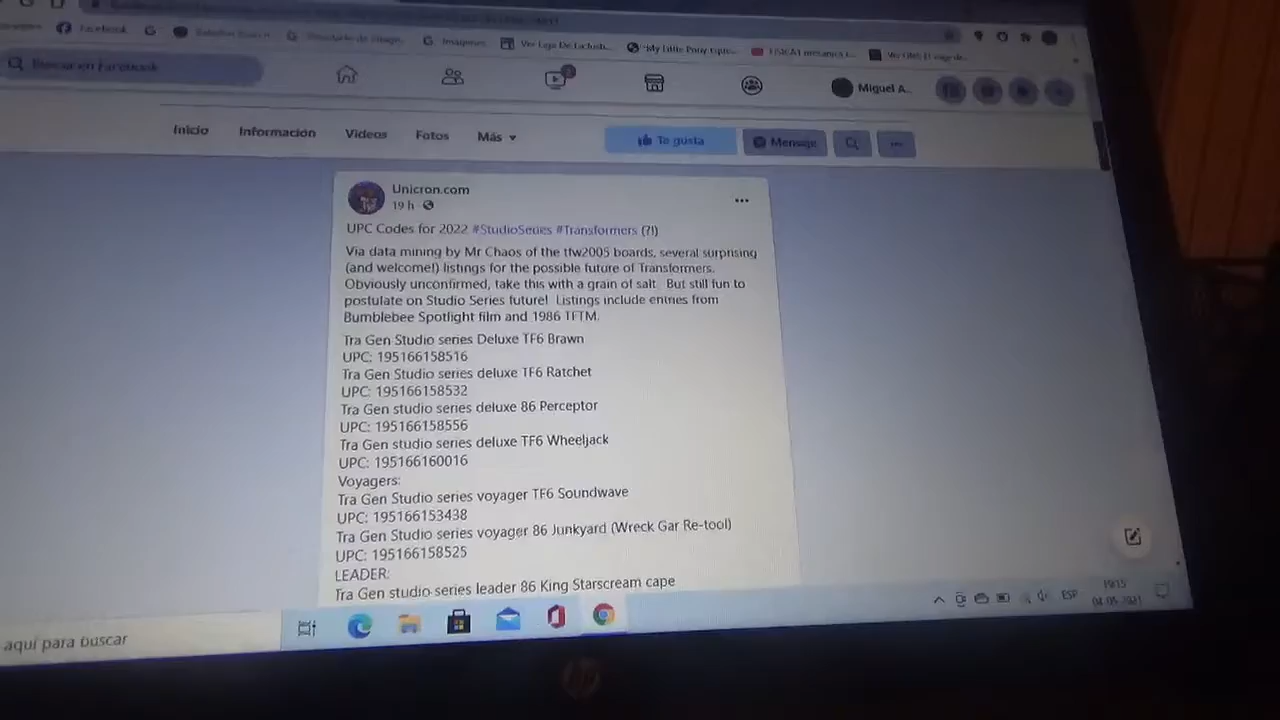 Facebook
Imágenes
Buscar en Facebook
Miguel A..
Inicio Información Videos Fotos Más
Te gusta Mensaje
Unicron.com
19 h
UPC Codes for 2022 #StudioSeries #Transformers (?!)
Via data mining by Mr Chaos of the tfw2005 boards, several surprising
(and welcome!) listings for the possible future of Transformers.
Obviously unconfirmed, take this with a grain of salt. But still fun to
postulate on Studio Series future! Listings include entries from
Bumblebee Spotlight film and 1986 TFTM.
Tra Gen Studio series Deluxe TF6 Brawn
UPC: 195166158516
Tra Gen Studio series deluxe TF6 Ratchet
UPC: 195166158532
Tra Gen studio series deluxe 86 Perceptor
UPC: 195166158556
Tra Gen studio series deluxe TF6 Wheeljack
UPC: 195166160016
Voyagers:
Tra Gen Studio series voyager TF6 Soundwave
UPC: 195166153438
Tra Gen Studio series voyager 86 Junkyard (Wreck Gar Re-tool)
UPC: 195166158525
LEADER:
Tra Gen studio series leader 86 King Starscream cape
aquí para buscar
ESP
19:15
hp